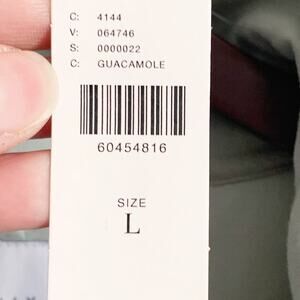 C: 4144
V: 064746
S: 0000022
C: GUACAMOLE
60454816
SIZE
L